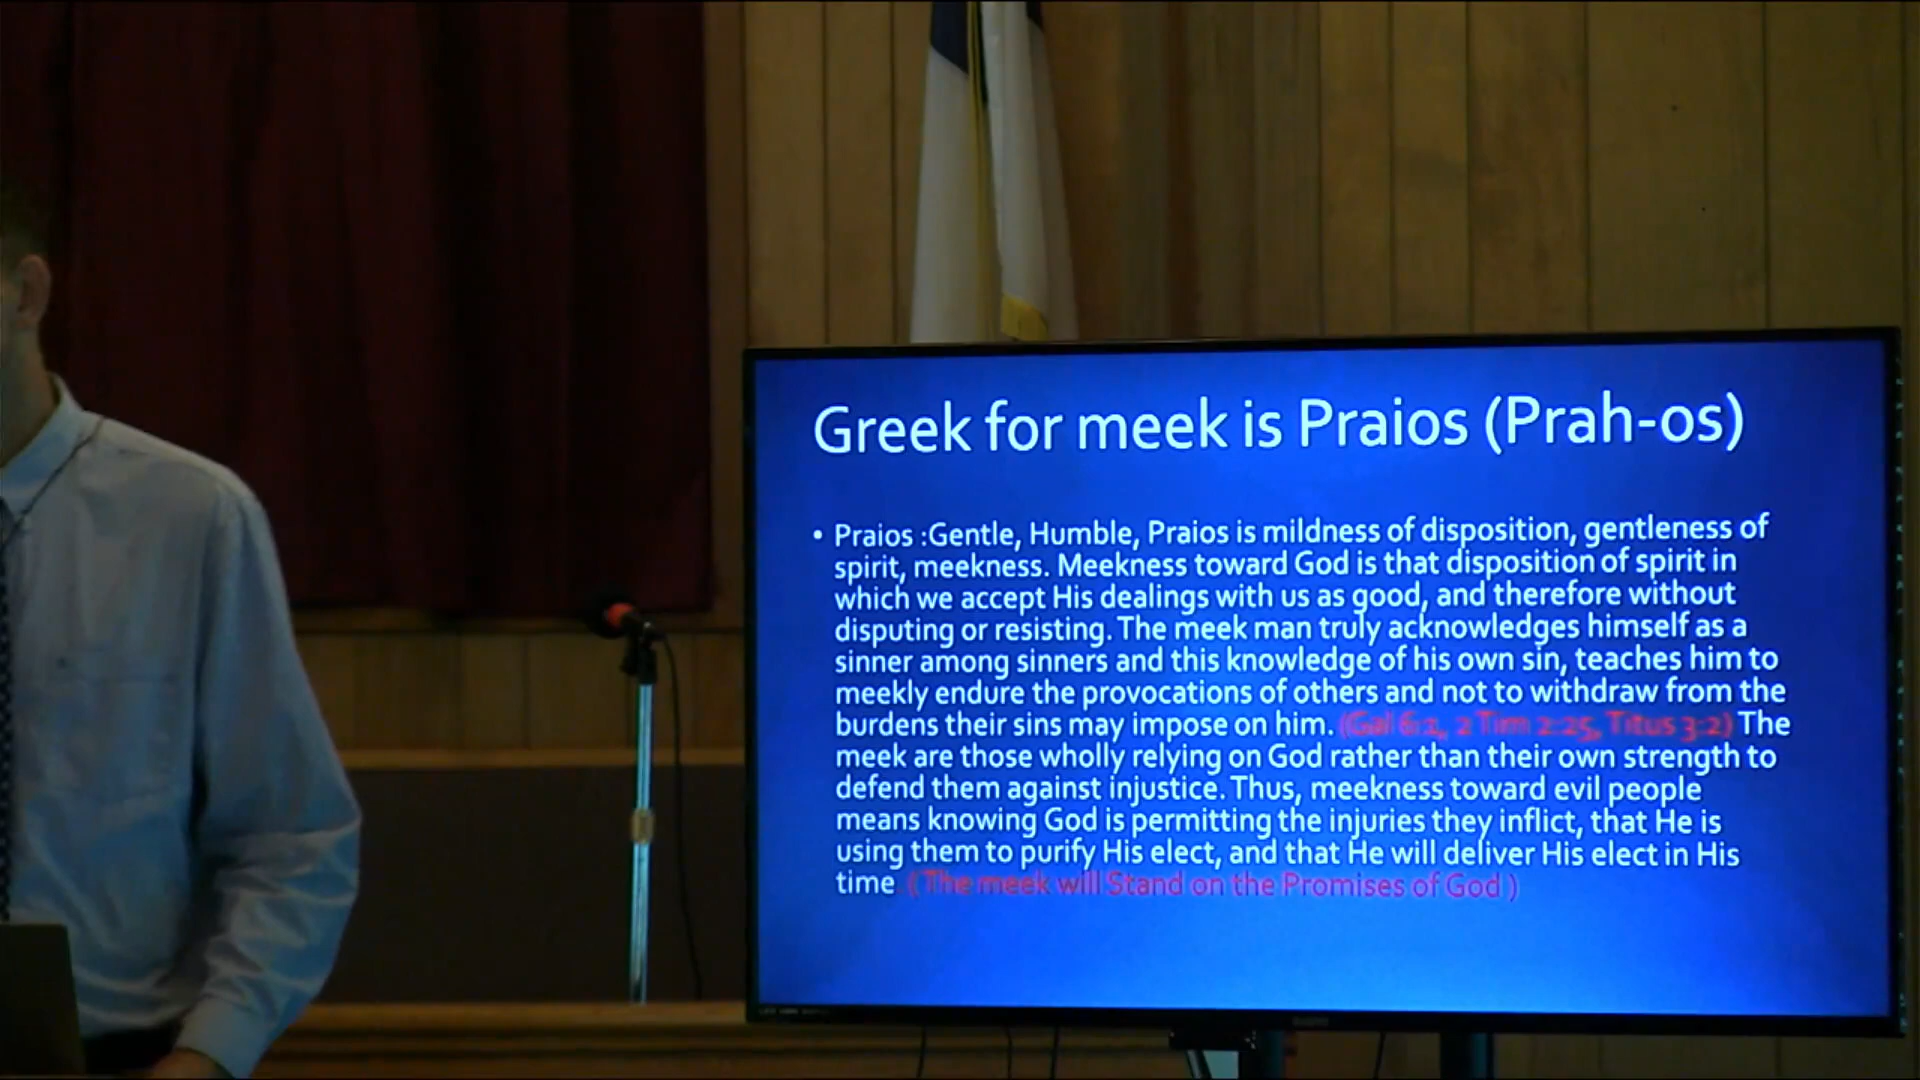 Greek for meek is Praios (Prah-os)
• Praios :Gentle, Humble, Praios is mildness of disposition, gentleness of
spirit, meekness. Meekness toward God is that disposition of spirit in
which we accept His dealings with us as good, and therefore without
disputing or resisting. The meek man truly acknowledges himself as a
sinner among sinners and this knowledge of his own sin, teaches him to
meekly endure the provocations of others and not to withdraw from the
burdens their sins may impose on him. (Gal 6:1, 2 Tim 2:25, Titus 3:2) The
meek are those wholly relying on God rather than their own strength to
defend them against injustice. Thus, meekness toward evil people
means knowing God is permitting the injuries they inflict, that He is
using them to purify His elect, and that He will deliver His elect in His
time ( The meek will Stand on the Promises of God )